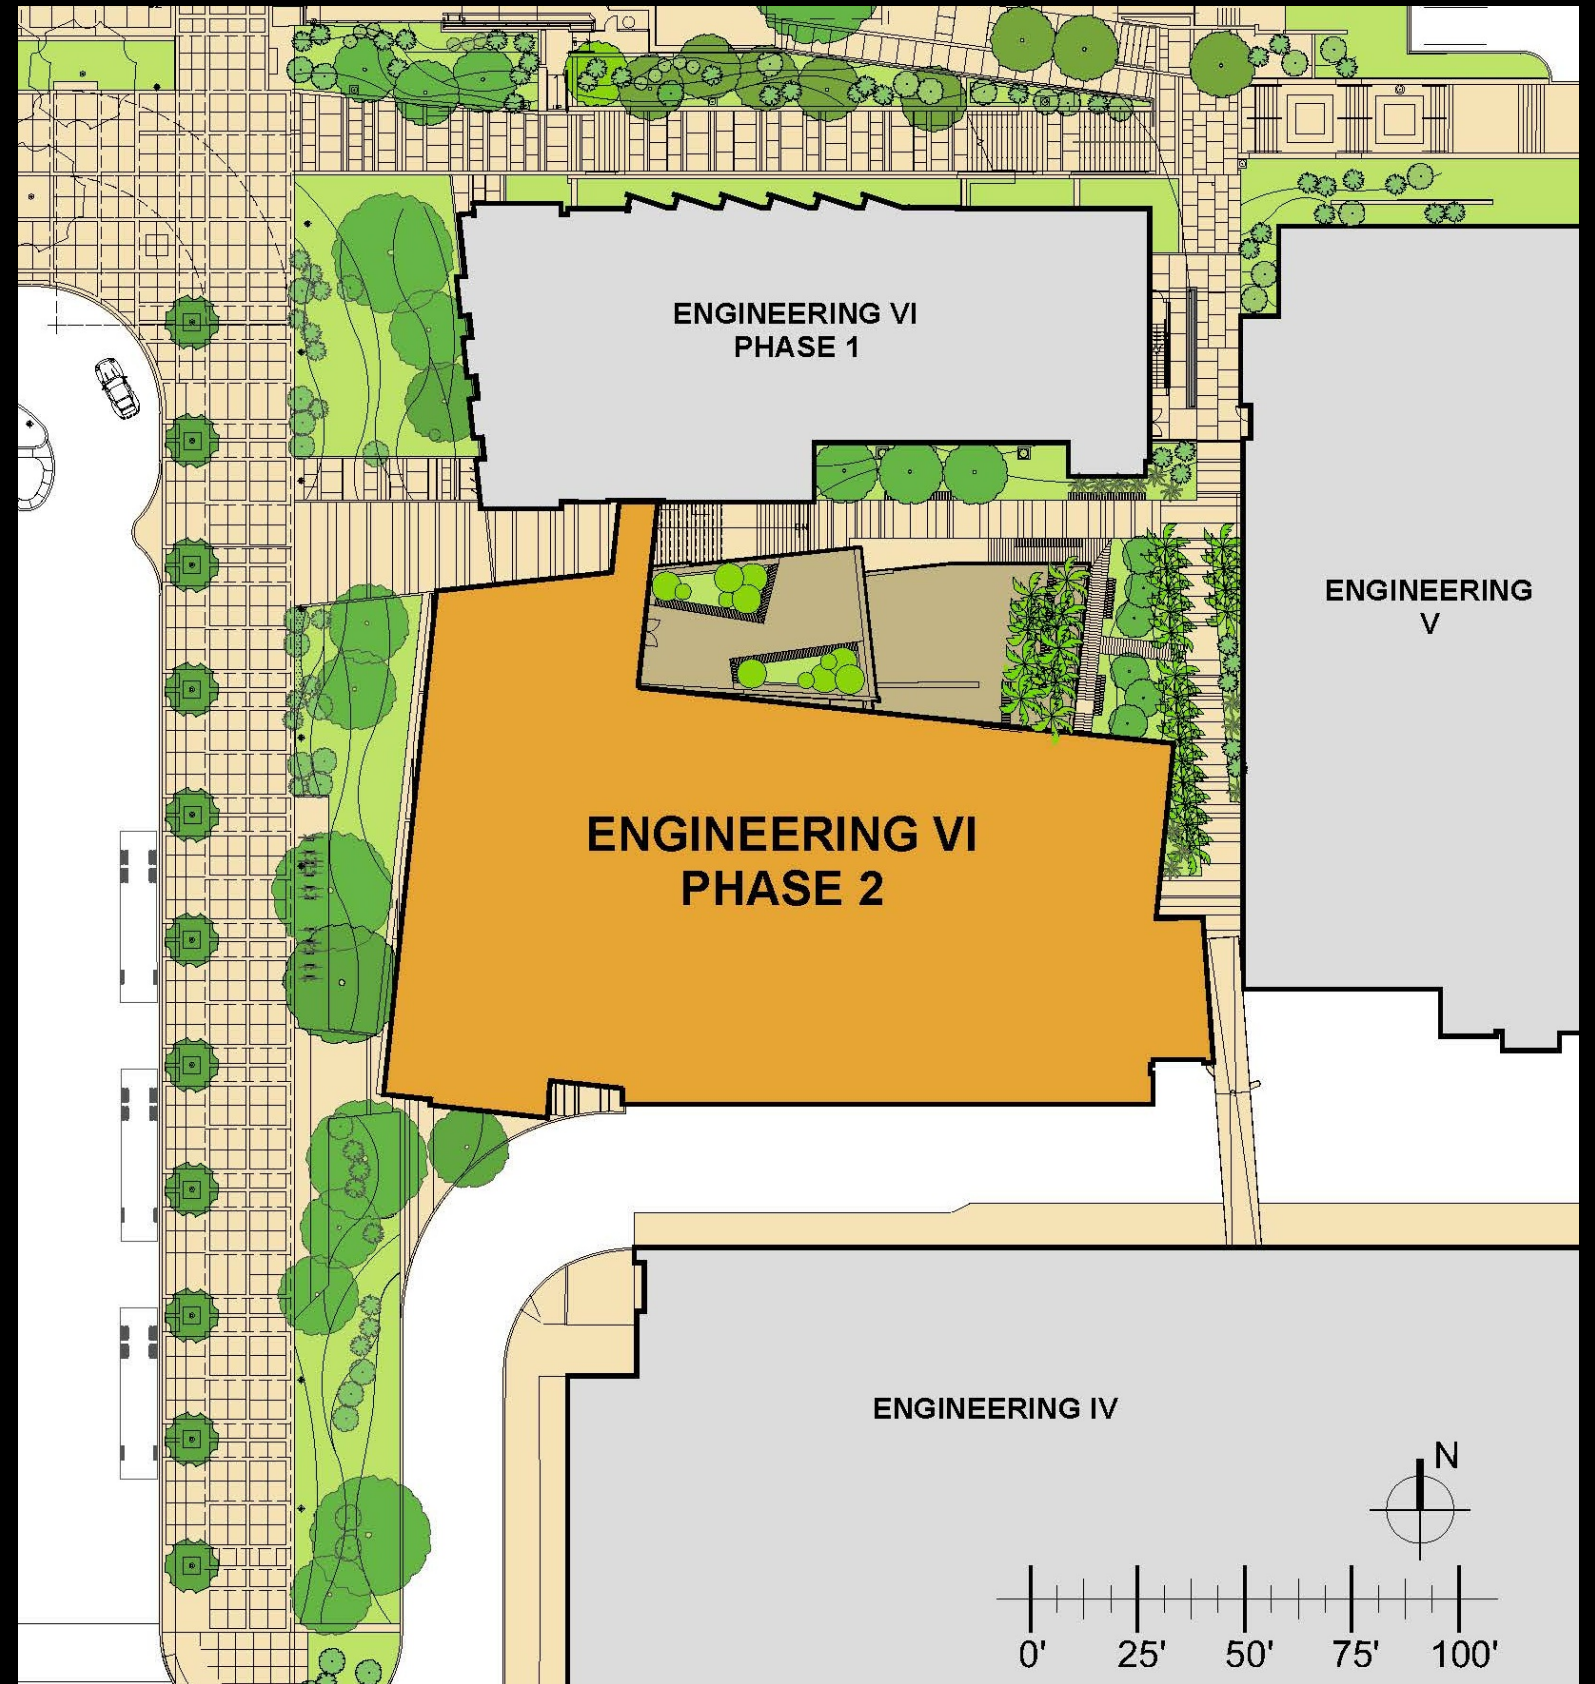 ENGINEERING VI
PHASE 1
ENGINEERING
V
ENGINEERING VI
PHASE 2
ENGINEERING IV
N
0' 25' 50' 75' 100'